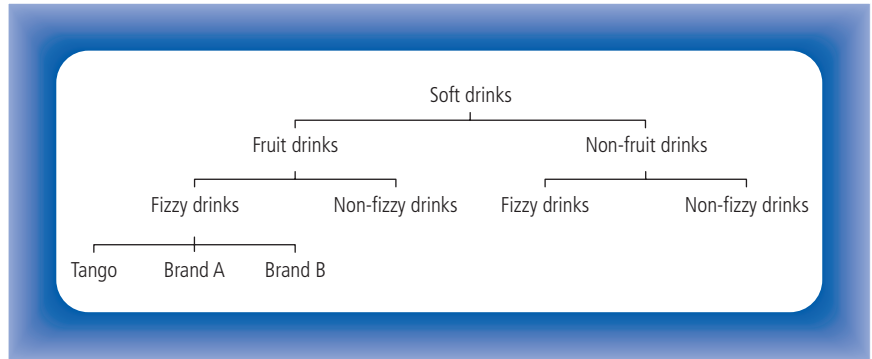 Soft drinks
Fruit drinks Non-fruit drinks
Fizzy drinks Non-fizzy drinks Fizzy drinks Non-fizzy drinks
Tango Brand A Brand B